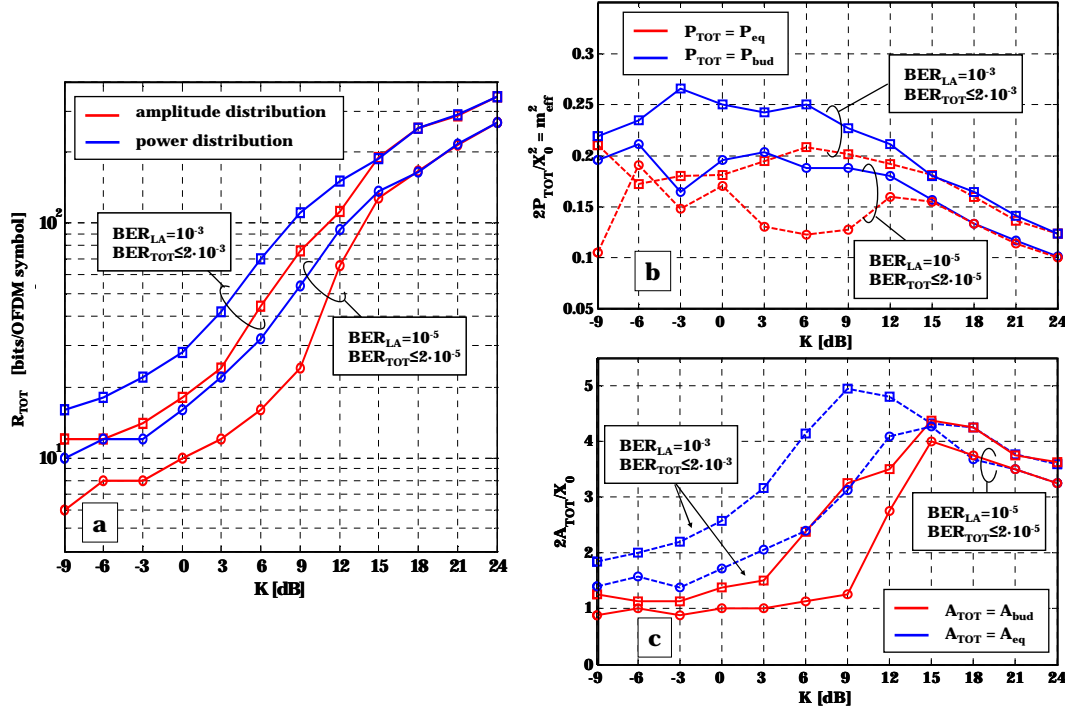 amplitude distribution
power distribution
BER_LA=10^-3
BER_TOT≤2·10^-3
BER_LA=10^-5
BER_TOT≤2·10^-5
R_TOT [bits/OFDM symbol]
10^2
10^1
a
-9 -6 -3 0 3 6 9 12 15 18 21 24
K [dB]
P_TOT = P_eq
P_TOT = P_bud
BER_LA=10^-3
BER_TOT≤2·10^-3
BER_LA=10^-5
BER_TOT≤2·10^-5
2P_TOT/X_0^2 = m_eff^2
0.3
0.25
0.2
0.15
0.1
0.05
b
-9 -6 -3 0 3 6 9 12 15 18 21 24
K [dB]
BER_LA=10^-3
BER_TOT≤2·10^-3
BER_LA=10^-5
BER_TOT≤2·10^-5
2A_TOT/X_0
5
4
3
2
1
0
c
A_TOT = A_bud
A_TOT = A_eq
-9 -6 -3 0 3 6 9 12 15 18 21 24
K [dB]